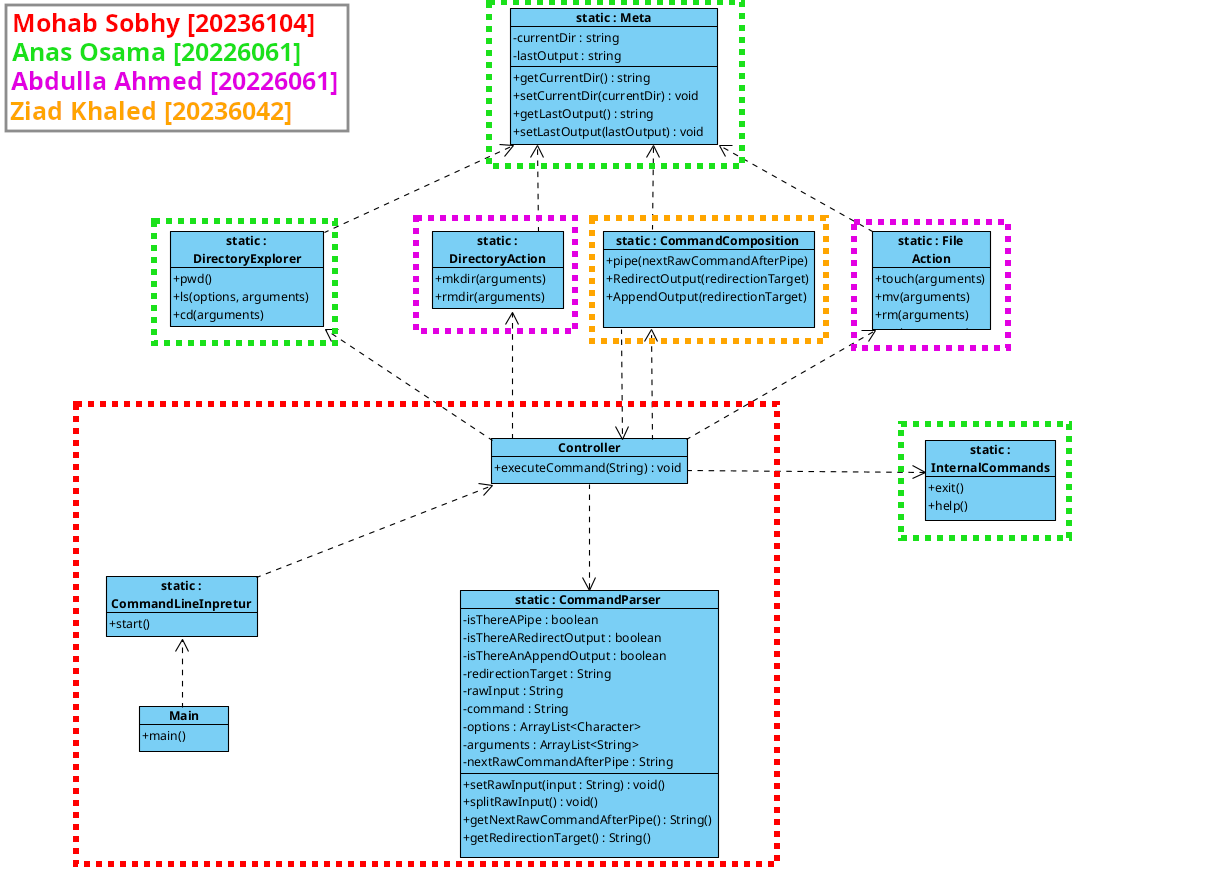 Mohab Sobhy [20236104]
Anas Osama [20226061]
Abdulla Ahmed [20226061]
Ziad Khaled [20236042]
static : Meta
-currentDir : string
-lastOutput : string
+getCurrentDir() : string
+setCurrentDir(currentDir) : void
+getLastOutput() : string
+setLastOutput(lastOutput) : void
static :
DirectoryExplorer
+pwd()
+ls(options, arguments)
+cd(arguments)
static :
DirectoryAction
+mkdir(arguments)
+rmdir(arguments)
static : CommandComposition
+pipe(nextRawCommandAfterPipe)
+RedirectOutput(redirectionTarget)
+AppendOutput(redirectionTarget)
static : File
Action
+touch(arguments)
+mv(arguments)
+rm(arguments)
Controller
+executeCommand(String) : void
static :
InternalCommands
+exit()
+help()
static :
CommandLineInpretur
+start()
Main
+main()
static : CommandParser
-isThereAPipe : boolean
-isThereARedirectOutput : boolean
-isThereAnAppendOutput : boolean
-redirectionTarget : String
-rawInput : String
-command : String
-options : ArrayList<Character>
-arguments : ArrayList<String>
-nextRawCommandAfterPipe : String
+setRawInput(input : String) : void()
+splitRawInput() : void()
+getNextRawCommandAfterPipe() : String()
+getRedirectionTarget() : String()